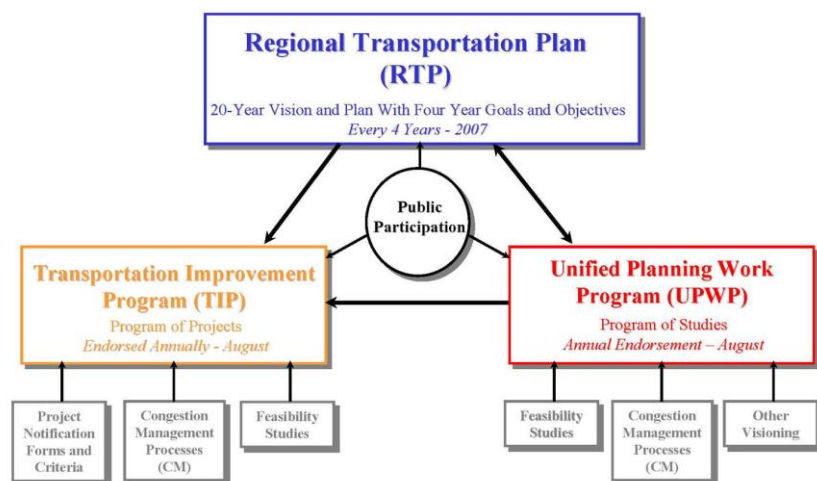 Regional Transportation Plan
(RTP)
20-Year Vision and Plan With Four Year Goals and Objectives
Every 4 Years - 2007
Public
Participation
Transportation Improvement
Program (TIP)
Program of Projects
Endorsed Annually - August
Unified Planning Work
Program (UPWP)
Program of Studies
Annual Endorsement – August
Project
Notification
Forms and
Criteria
Congestion
Management
Processes
(CM)
Feasibility
Studies
Feasibility
Studies
Congestion
Management
Processes
(CM)
Other
Visioning